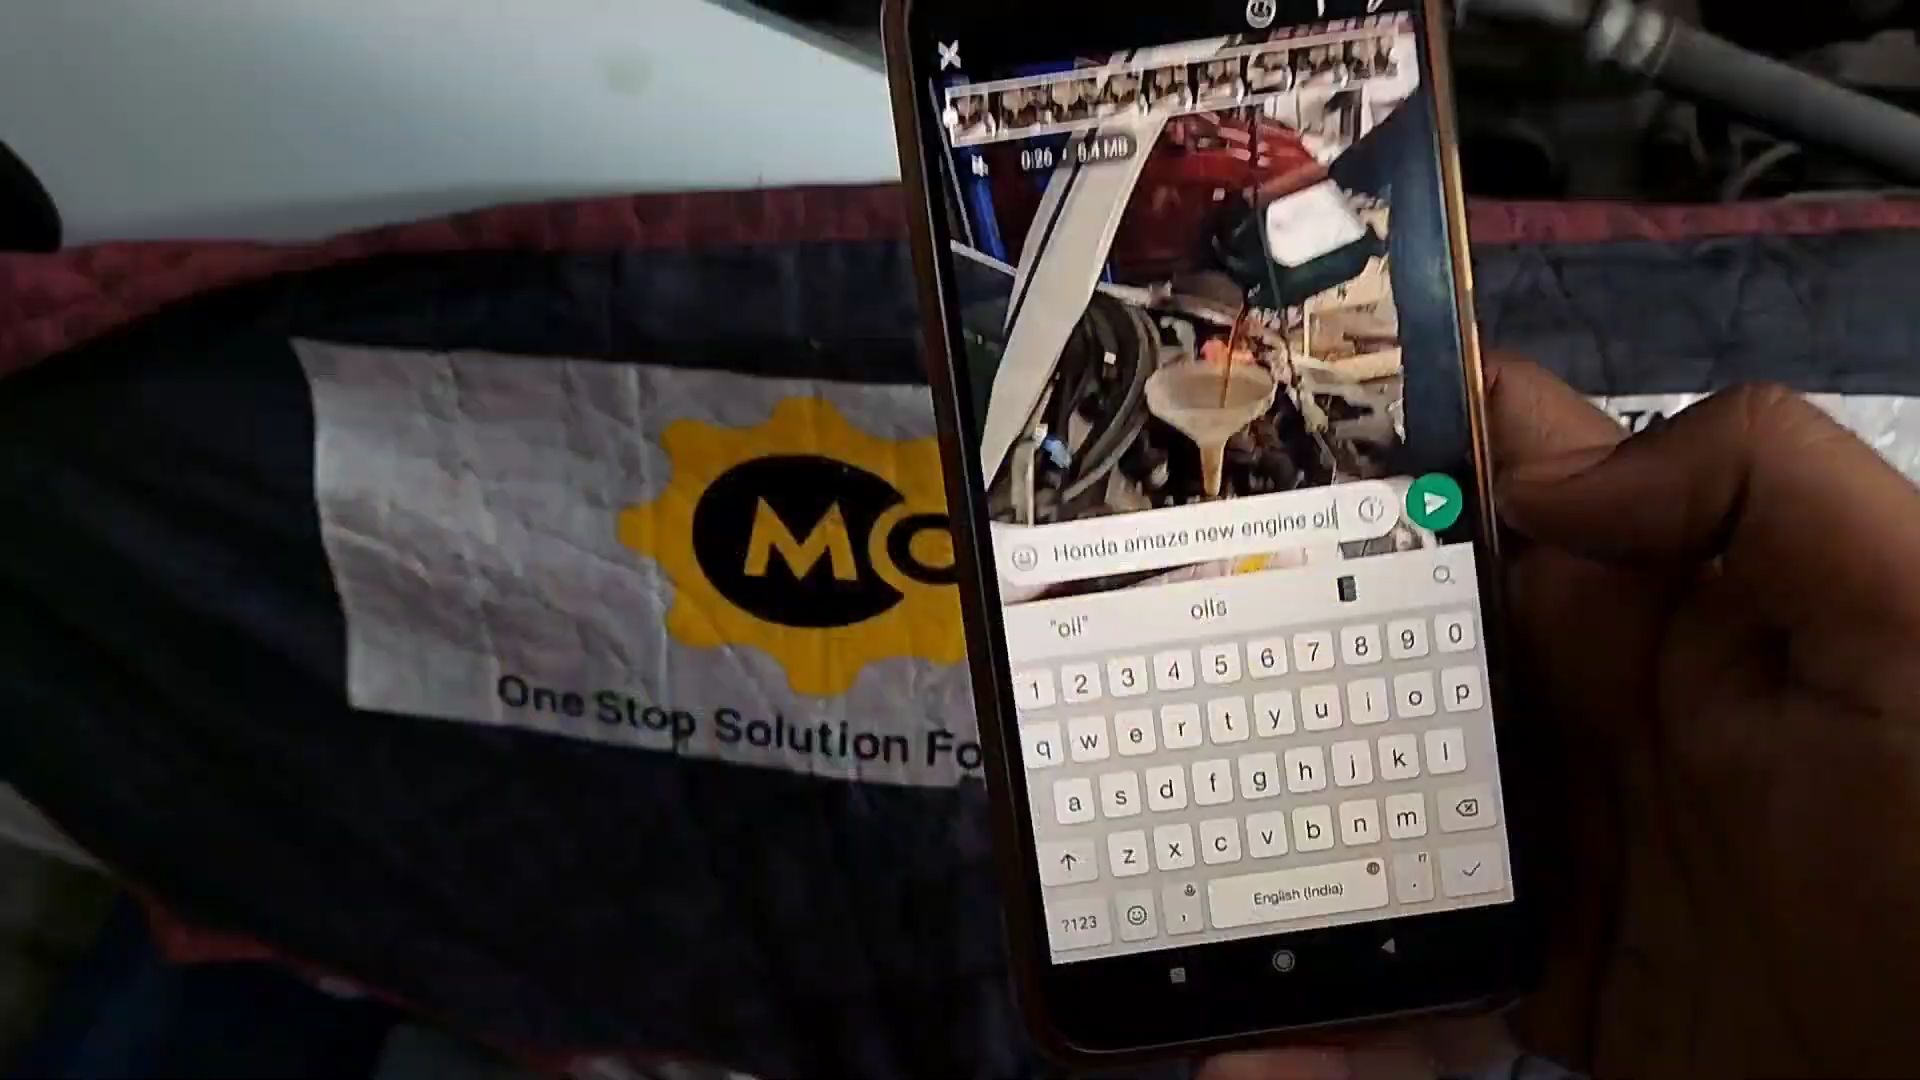 0:26 • 6.4 MB
Honda amaze new engine oil
"oil" oils
1 2 3 4 5 6 7 8 9 0
q w e r t y u i o p
a s d f g h j k l
z x c v b n m
?123 , English (India) .
MC
One Stop Solution Fo